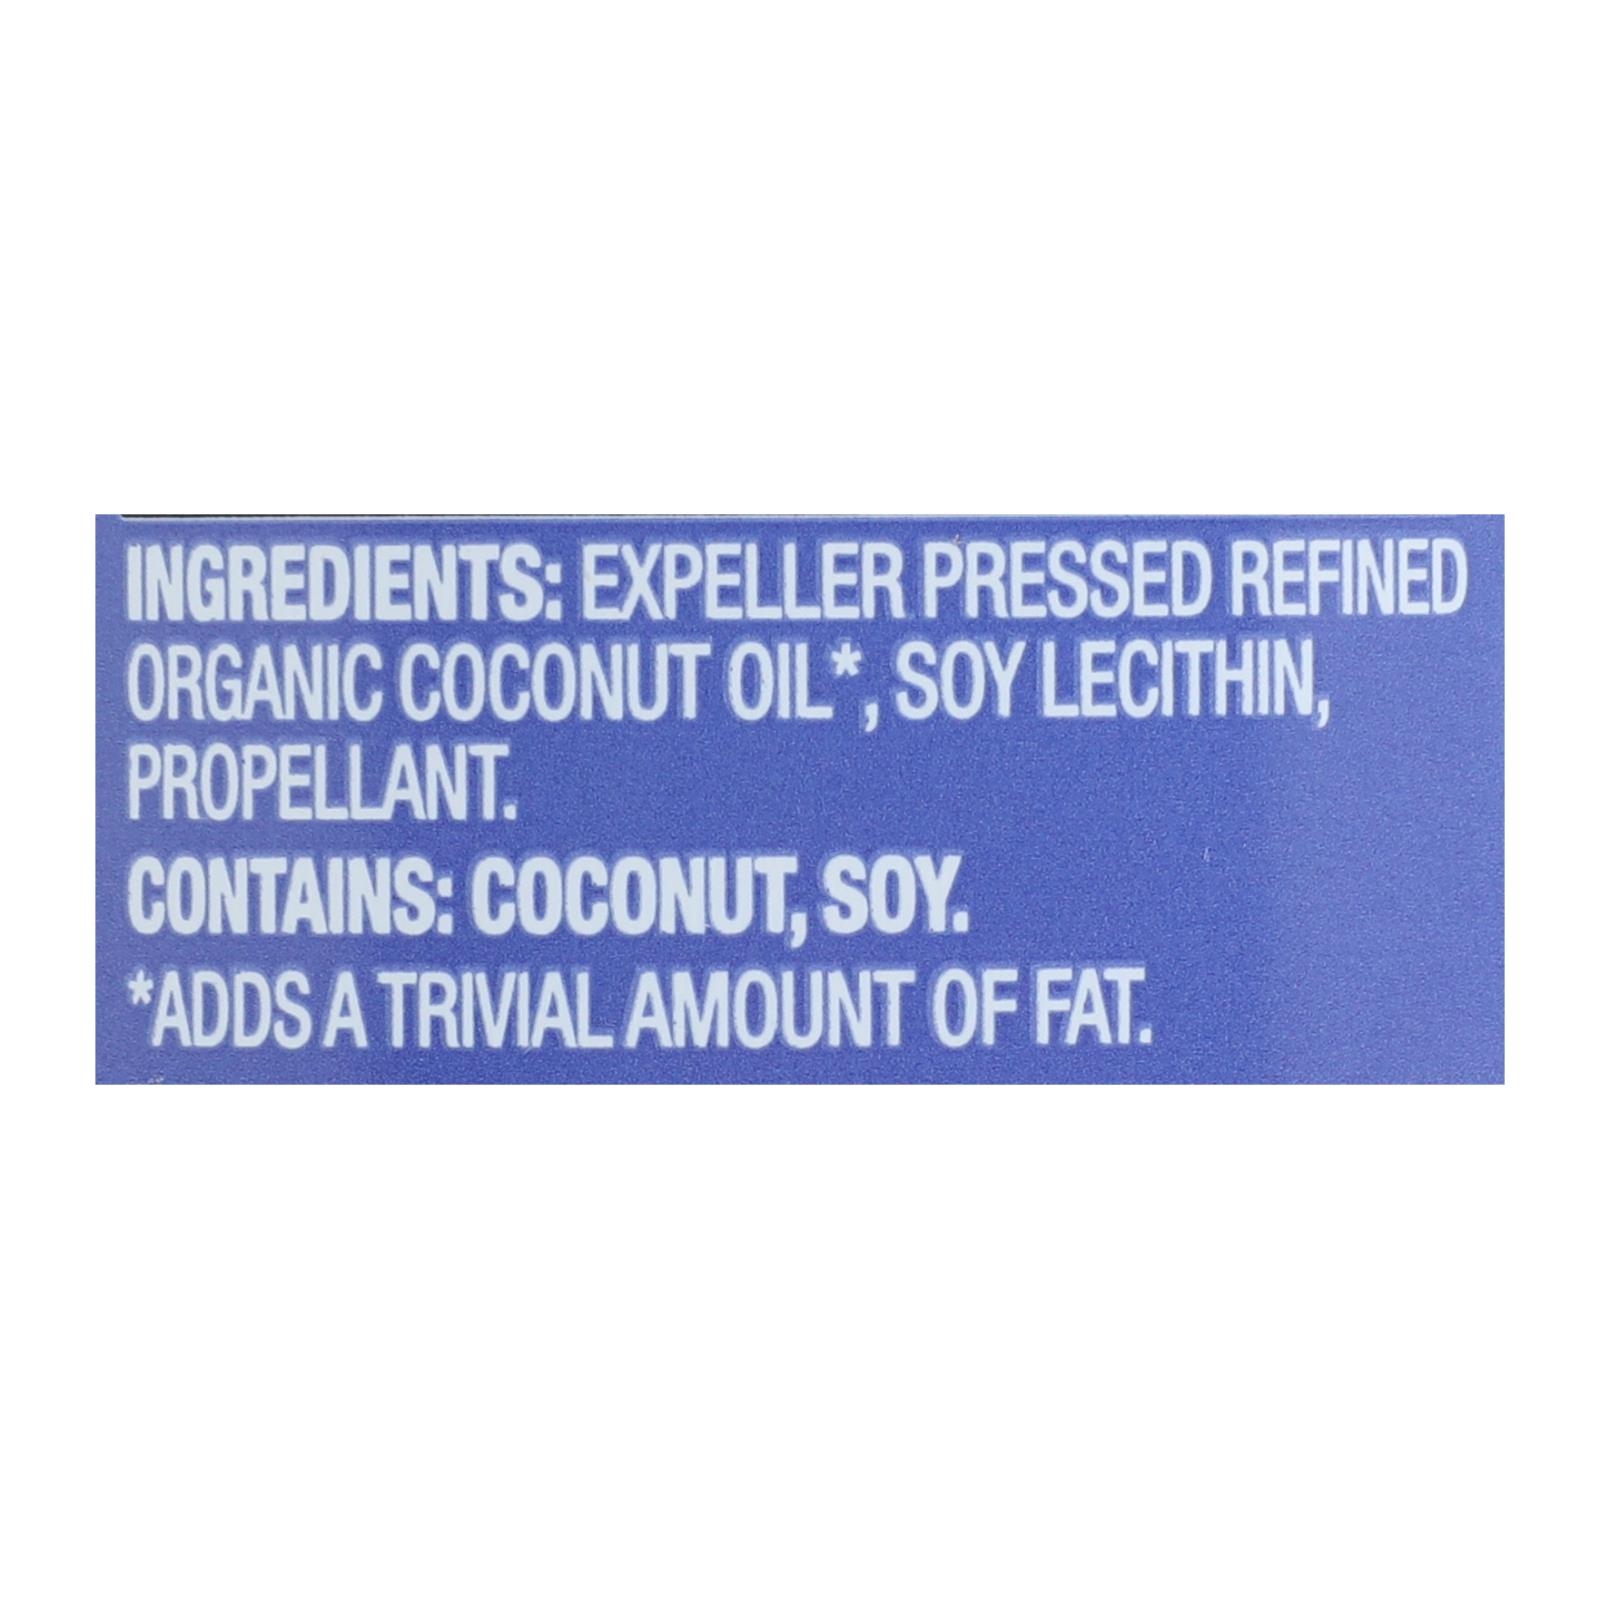 INGREDIENTS: EXPELLER PRESSED REFINED
ORGANIC COCONUT OIL*, SOY LECITHIN,
PROPELLANT.
CONTAINS: COCONUT, SOY.
*ADDS A TRIVIAL AMOUNT OF FAT.